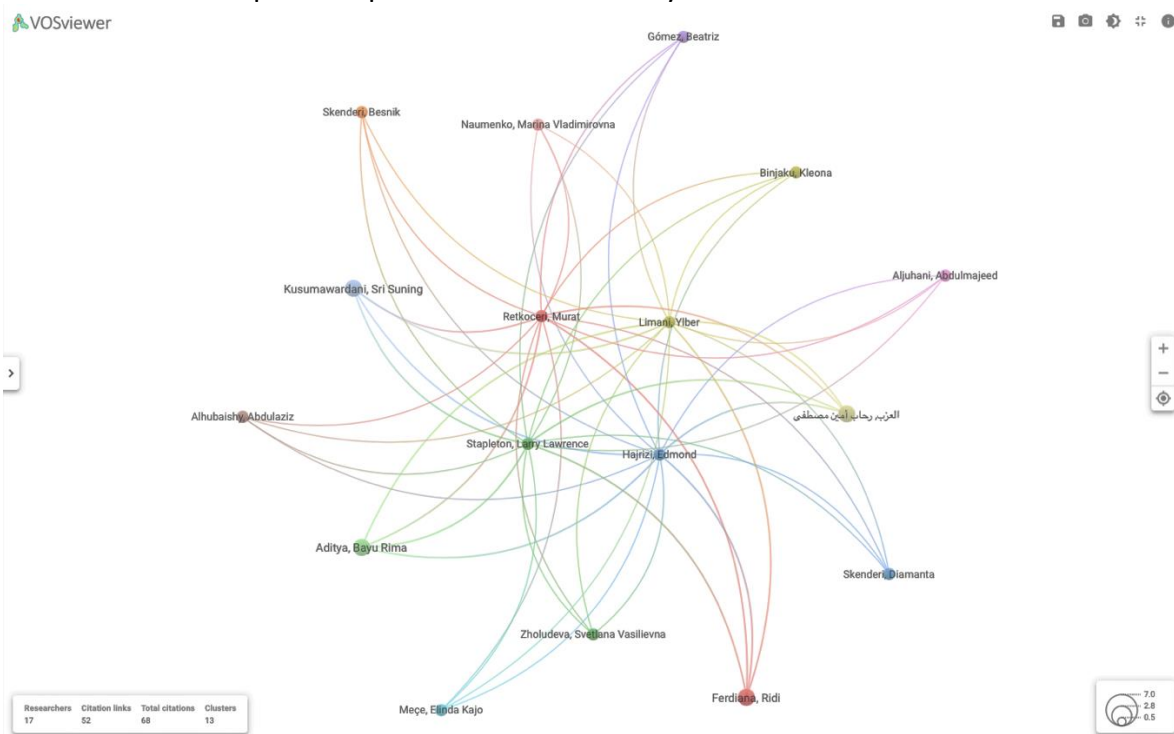 VOSviewer
Gómez, Beatriz
Skenderi, Besnik
Naumenko, Marina Vladimirovna
Binjaku, Kleona
Aljuhani, Abdulmajeed
Kusumawardani, Sri Suning
Retkoceri, Murat
Limani, Ylber
العزب, رحاب امين مصطفى
Alhubaishy, Abdulaziz
Stapleton, Larry Lawrence
Hajrizi, Edmond
Aditya, Bayu Rima
Skenderi, Diamanta
Zholudeva, Svetlana Vasilievna
Ferdiana, Ridi
Meçe, Elinda Kajo
Researchers Citation links Total citations Clusters
17 52 68 13
7.0
2.8
0.5